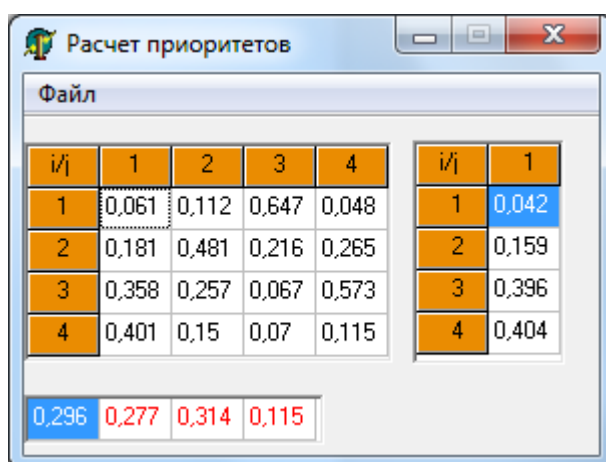 Расчет приоритетов
Файл
i/j 1 2 3 4 i/j 1
1 0,061 0,112 0,647 0,048 1 0,042
2 0,181 0,481 0,216 0,265 2 0,159
3 0,358 0,257 0,067 0,573 3 0,396
4 0,401 0,15 0,07 0,115 4 0,404
0,296 0,277 0,314 0,115